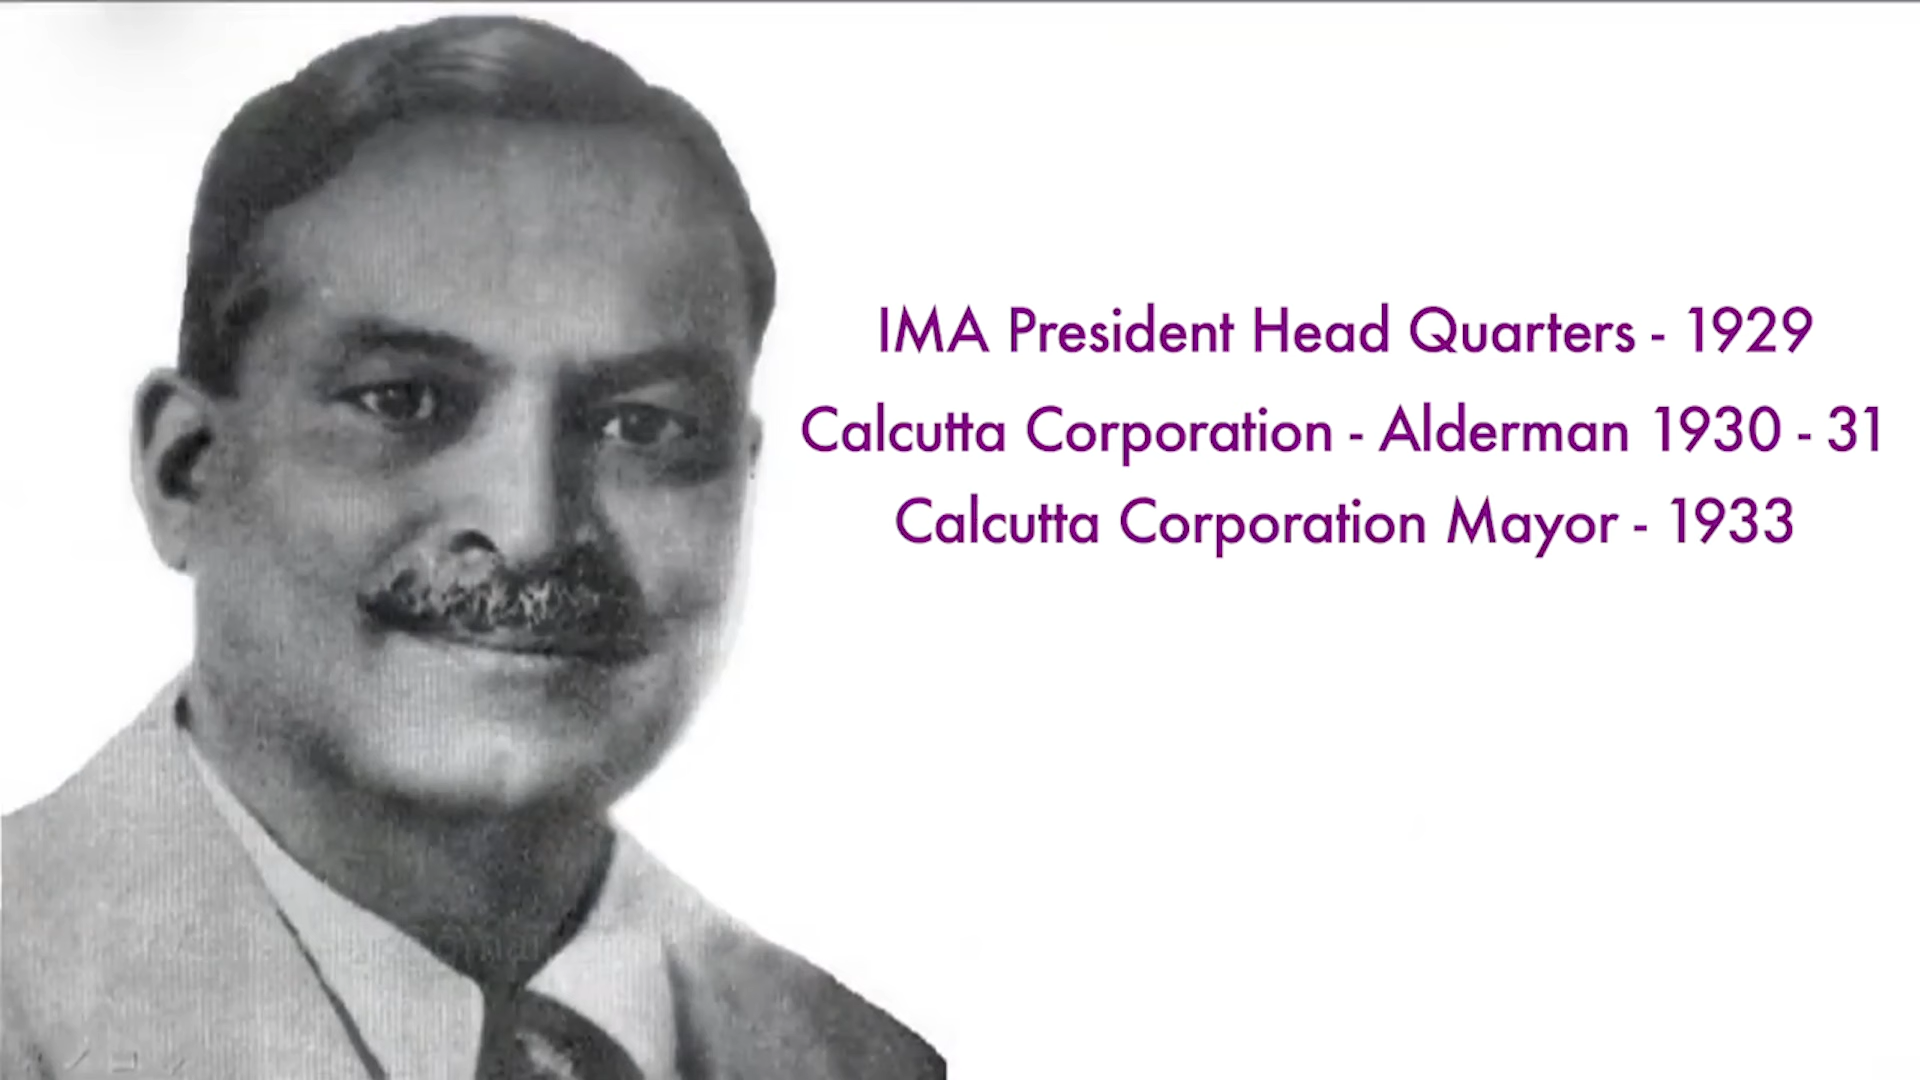 IMA President Head Quarters - 1929
Calcutta Corporation - Alderman 1930 - 31
Calcutta Corporation Mayor - 1933